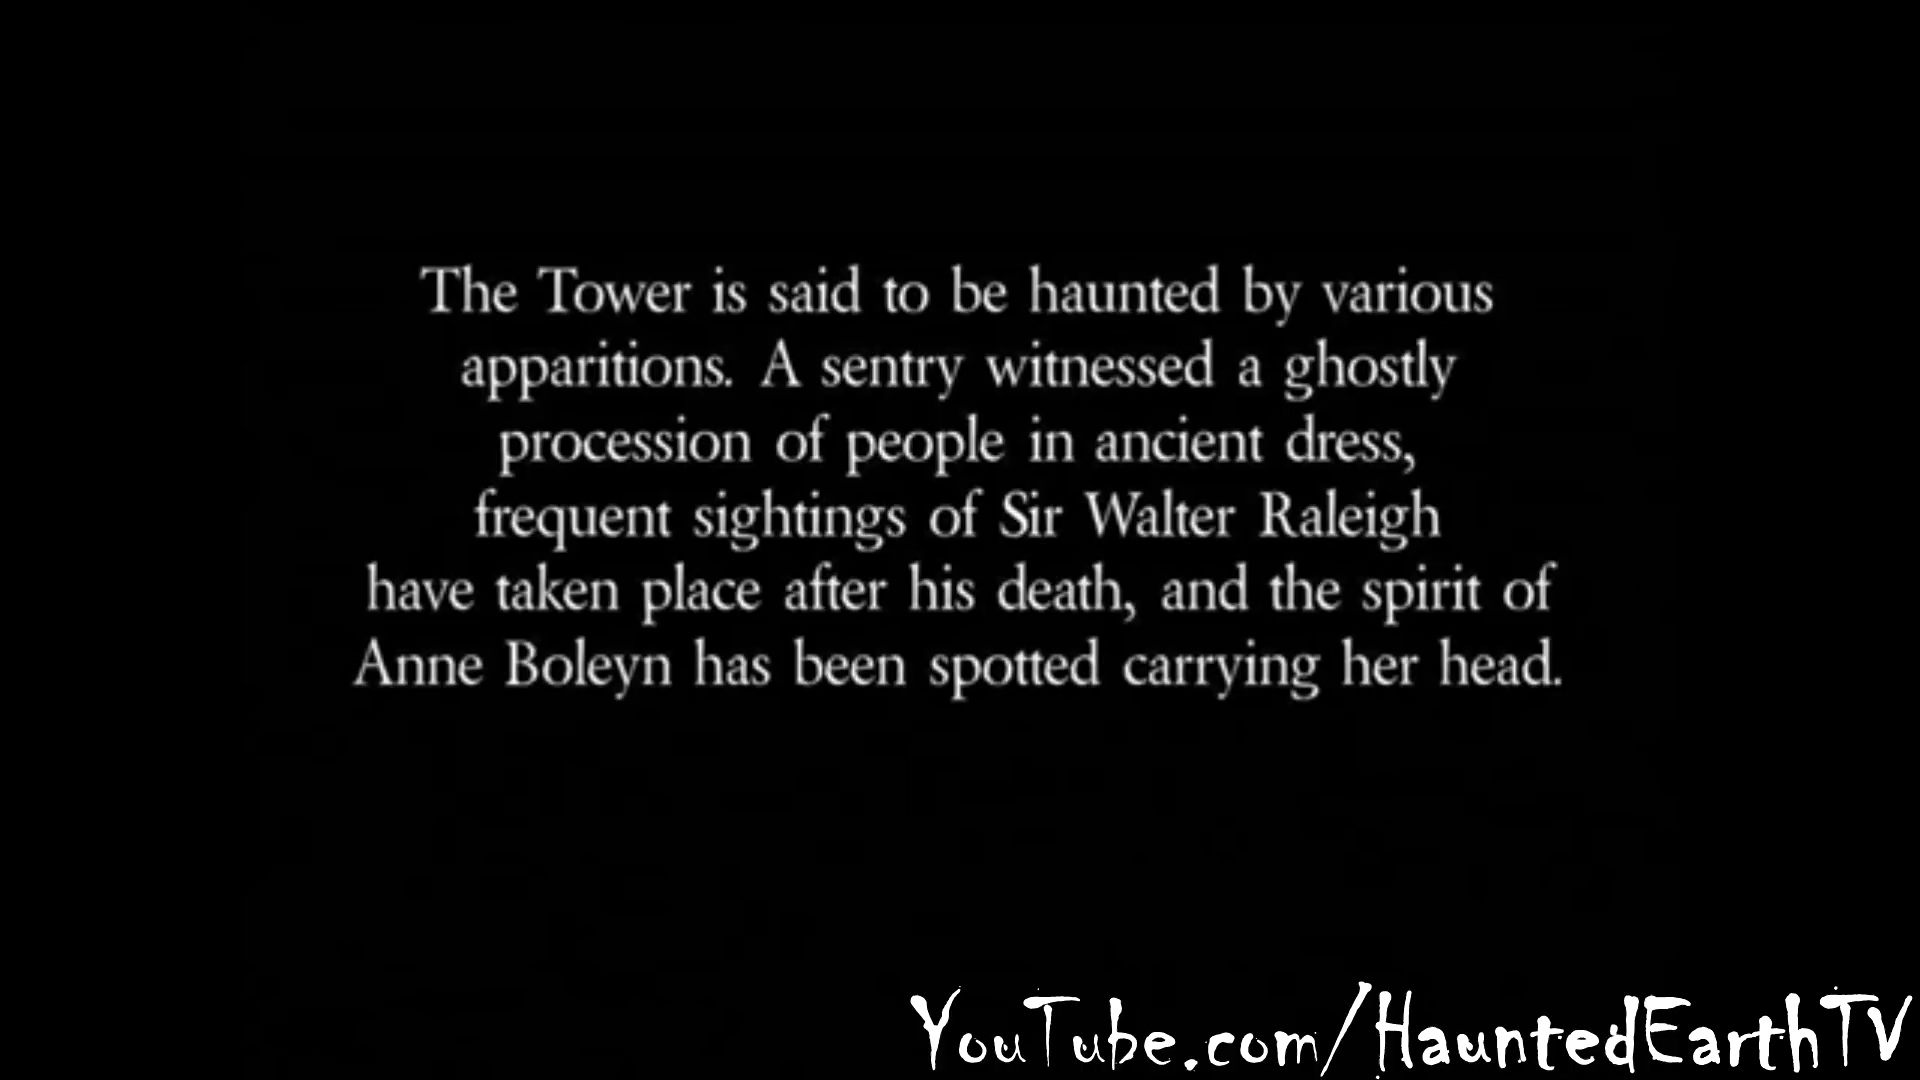 The Tower is said to be haunted by various
apparitions. A sentry witnessed a ghostly
procession of people in ancient dress,
frequent sightings of Sir Walter Raleigh
have taken place after his death, and the spirit of
Anne Boleyn has been spotted carrying her head.
YouTube.com/HauntedEarthTV